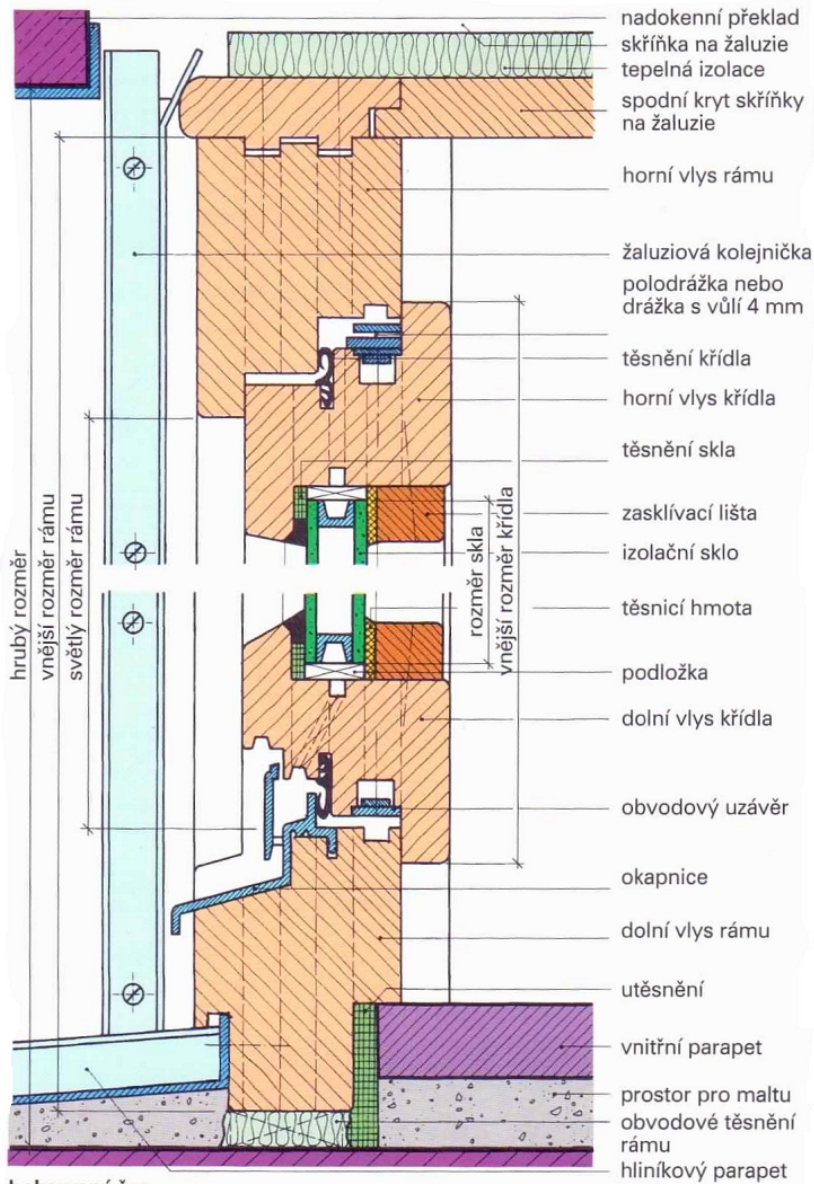 nadokenní překlad
skříňka na žaluzie
tepelná izolace
spodní kryt skříňky
na žaluzie
horní vlys rámu
žaluziová kolejnička
polodrážka nebo
drážka s vůlí 4 mm
těsnění křídla
horní vlys křídla
těsnění skla
zasklívací lišta
izolační sklo
těsnicí hmota
podložka
dolní vlys křídla
obvodový uzávěr
okapnice
dolní vlys rámu
utěsnění
vnitřní parapet
prostor pro maltu
obvodové těsnění
rámu
hliníkový parapet
hrubý rozměr
vnější rozměr rámu
světlý rozměr rámu
rozměr skla
vnější rozměr křídla